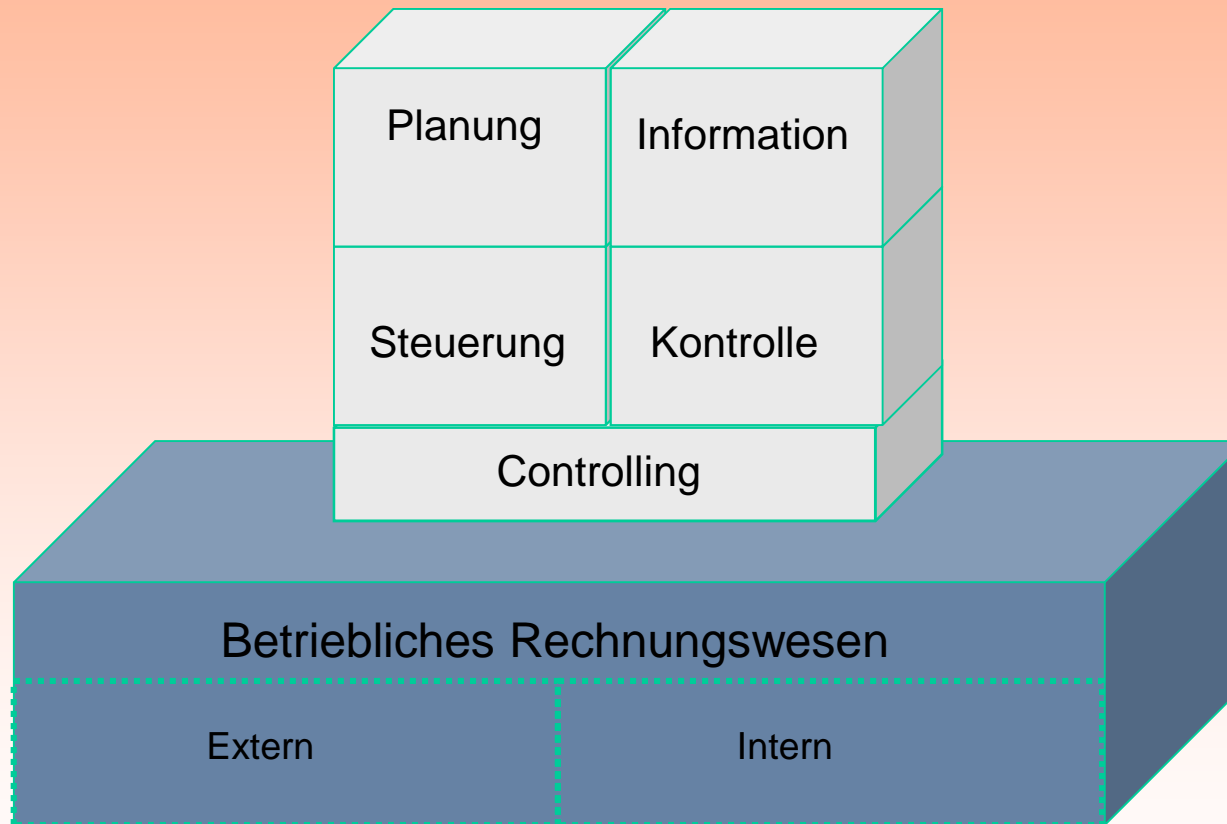 Planung
Information
Steuerung
Kontrolle
Controlling
Betriebliches Rechnungswesen
Extern
Intern